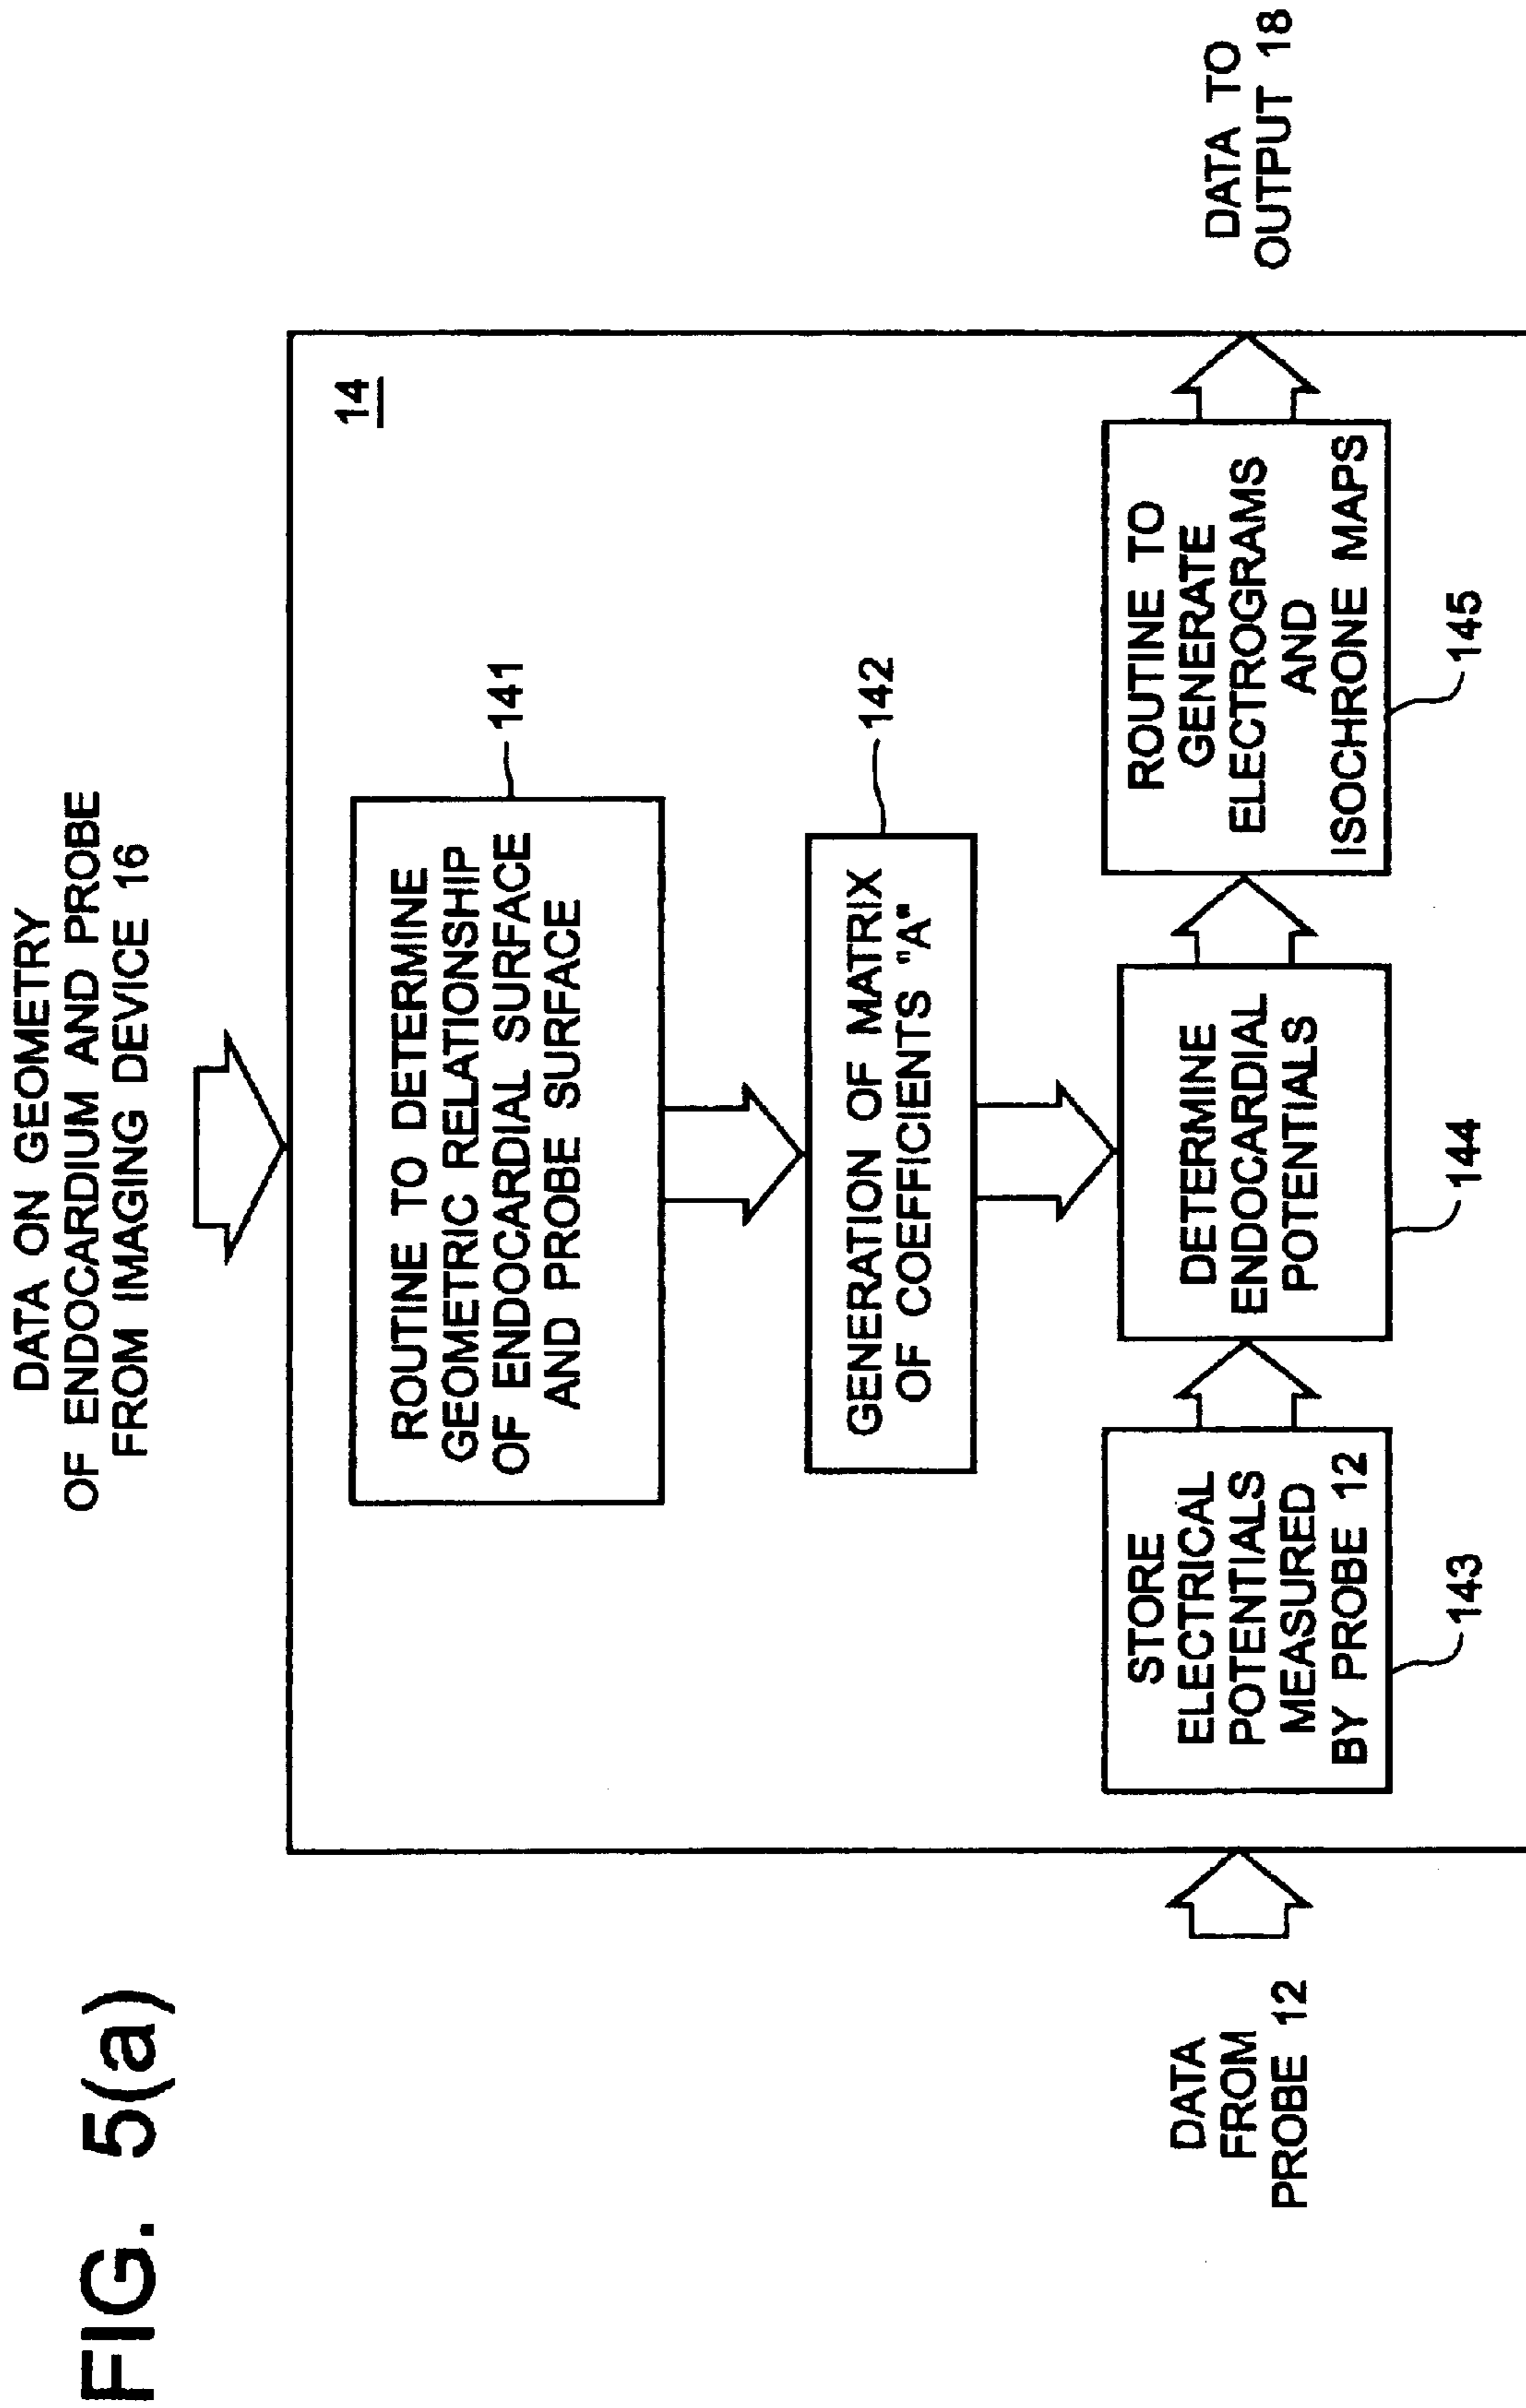 FIG. 5(a)
DATA ON GEOMETRY
OF ENDOCARDIUM AND PROBE
FROM IMAGING DEVICE 16
14
ROUTINE TO DETERMINE
GEOMETRIC RELATIONSHIP
OF ENDOCARDIAL SURFACE
AND PROBE SURFACE
141
GENERATION OF MATRIX
OF COEFFICIENTS "A"
142
DATA
FROM
PROBE 12
STORE
ELECTRICAL
POTENTIALS
MEASURED
BY PROBE 12
143
DETERMINE
ENDOCARDIAL
POTENTIALS
144
ROUTINE TO
GENERATE
ELECTROGRAMS
AND
ISOCHRONE MAPS
145
DATA TO
OUTPUT 18